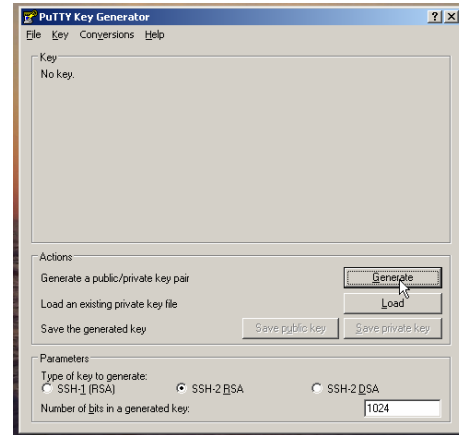 PuTTY Key Generator
File Key Conversions Help
Key
No key.
Actions
Generate a public/private key pair Generate
Load an existing private key file Load
Save the generated key Save public key Save private key
Parameters
Type of key to generate:
SSH-1 (RSA) SSH-2 RSA SSH-2 DSA
Number of bits in a generated key: 1024